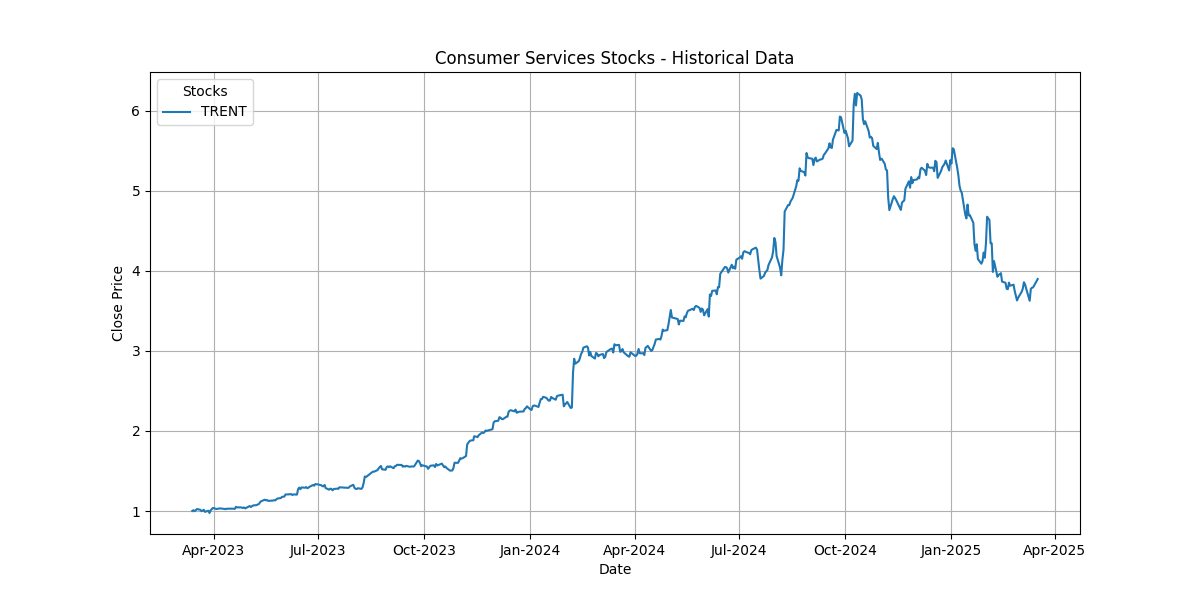 Consumer Services Stocks - Historical Data
Stocks
TRENT
Close Price
6
5
4
3
2
1
Apr-2023 Jul-2023 Oct-2023 Jan-2024 Apr-2024 Jul-2024 Oct-2024 Jan-2025 Apr-2025
Date